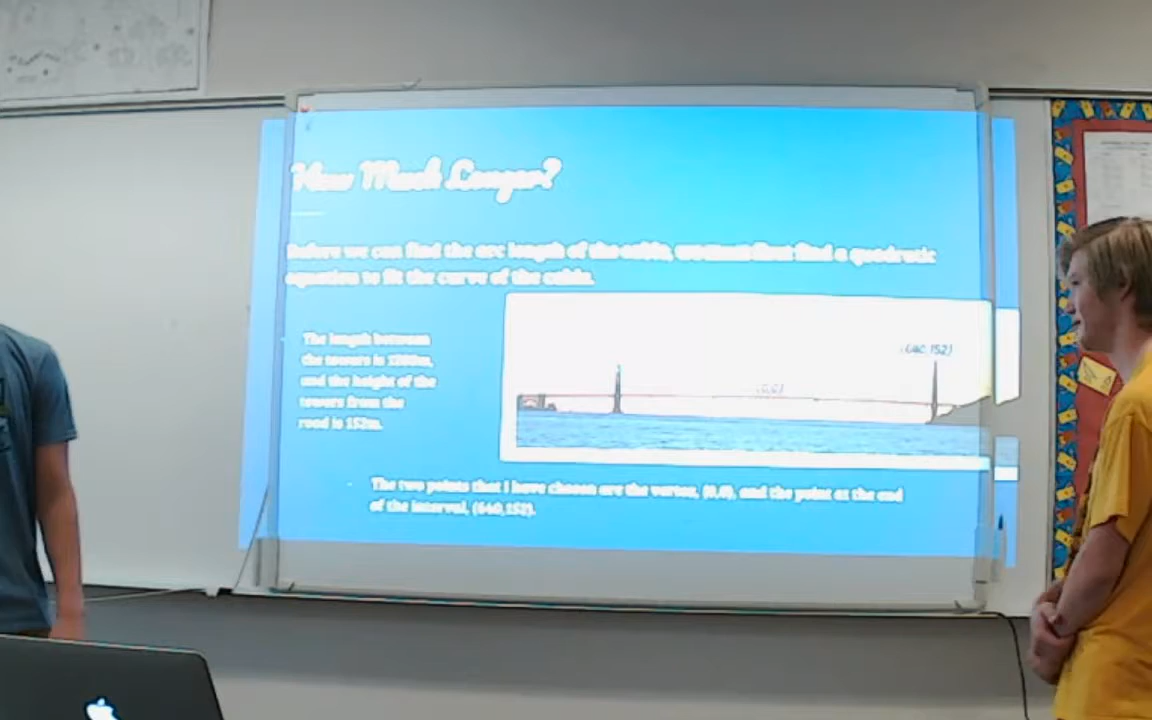 How Much Longer?
Before we can find the arc length of the cable, we must first find a quadratic
equation to fit the curve of the cable.
The length between
the towers is 1280m,
and the height of the
towers from the
road is 152m.
(640,152)
(0,0)
The two points that I have chosen are the vertex, (0,0), and the point at the end
of the interval, (640,152).